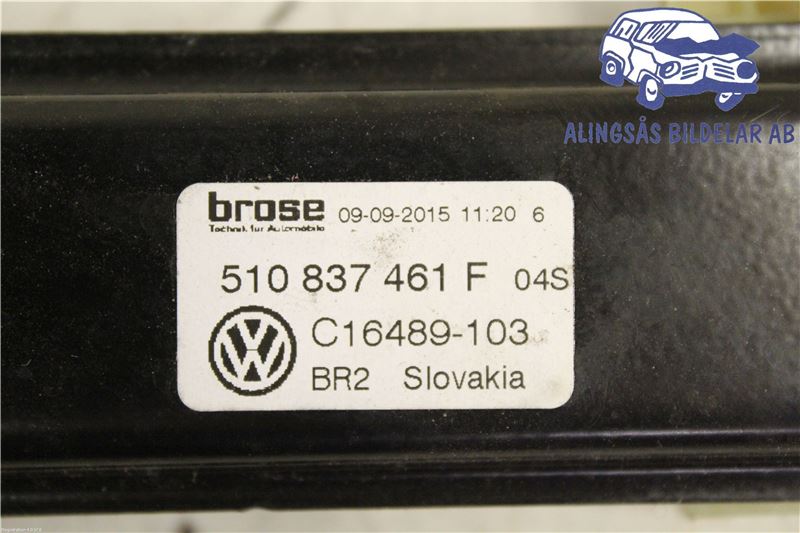 ALINGSÅS BILDELAR AB
brose 09-09-2015 11:20 6
Technik für Automobile
510 837 461 F 04S
C16489-103
BR2 Slovakia